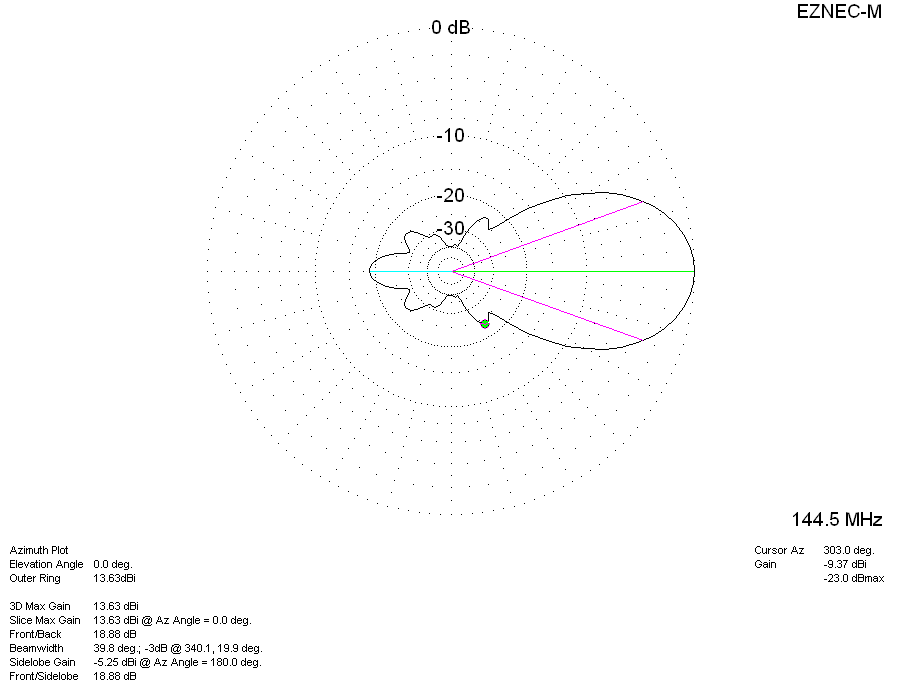 EZNEC-M
0 dB
-10
-20
-30
144.5 MHz
Azimuth Plot
Elevation Angle 0.0 deg.
Outer Ring 13.63dBi
Cursor Az 303.0 deg.
Gain -9.37 dBi
-23.0 dBmax
3D Max Gain 13.63 dBi
Slice Max Gain 13.63 dBi @ Az Angle = 0.0 deg.
Front/Back 18.88 dB
Beamwidth 39.8 deg.; -3dB @ 340.1, 19.9 deg.
Sidelobe Gain -5.25 dBi @ Az Angle = 180.0 deg.
Front/Sidelobe 18.88 dB